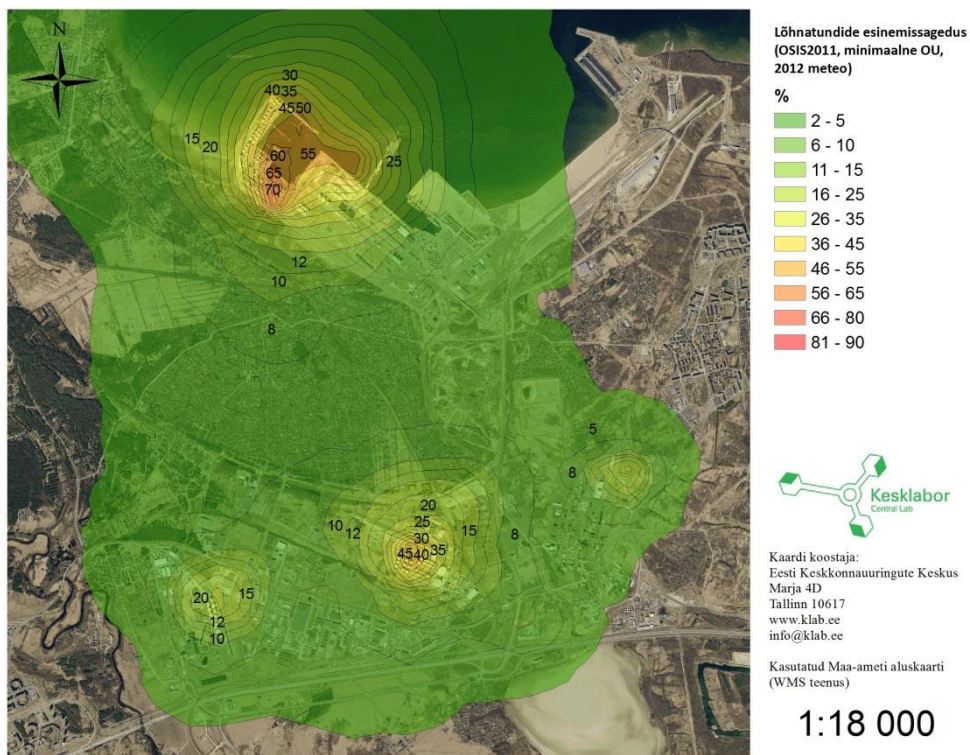 N
30
40 35
45 50
15
20
60
55
25
65
70
12
10
8
5
8
20
10
25
12
15
8
30
45 40 35
20
15
12
10
Lõhnatundide esinemissagedus
(OSIS2011, minimaalne OU,
2012 meteo)
%
2 - 5
6 - 10
11 - 15
16 - 25
26 - 35
36 - 45
46 - 55
56 - 65
66 - 80
81 - 90
Kesklabor
Central Lab
Kaardi koostaja:
Eesti Keskkonnauuringute Keskus
Marja 4D
Tallinn 10617
www.klab.ee
info@klab.ee
Kasutatud Maa-ameti aluskaarti
(WMS teenus)
1:18 000